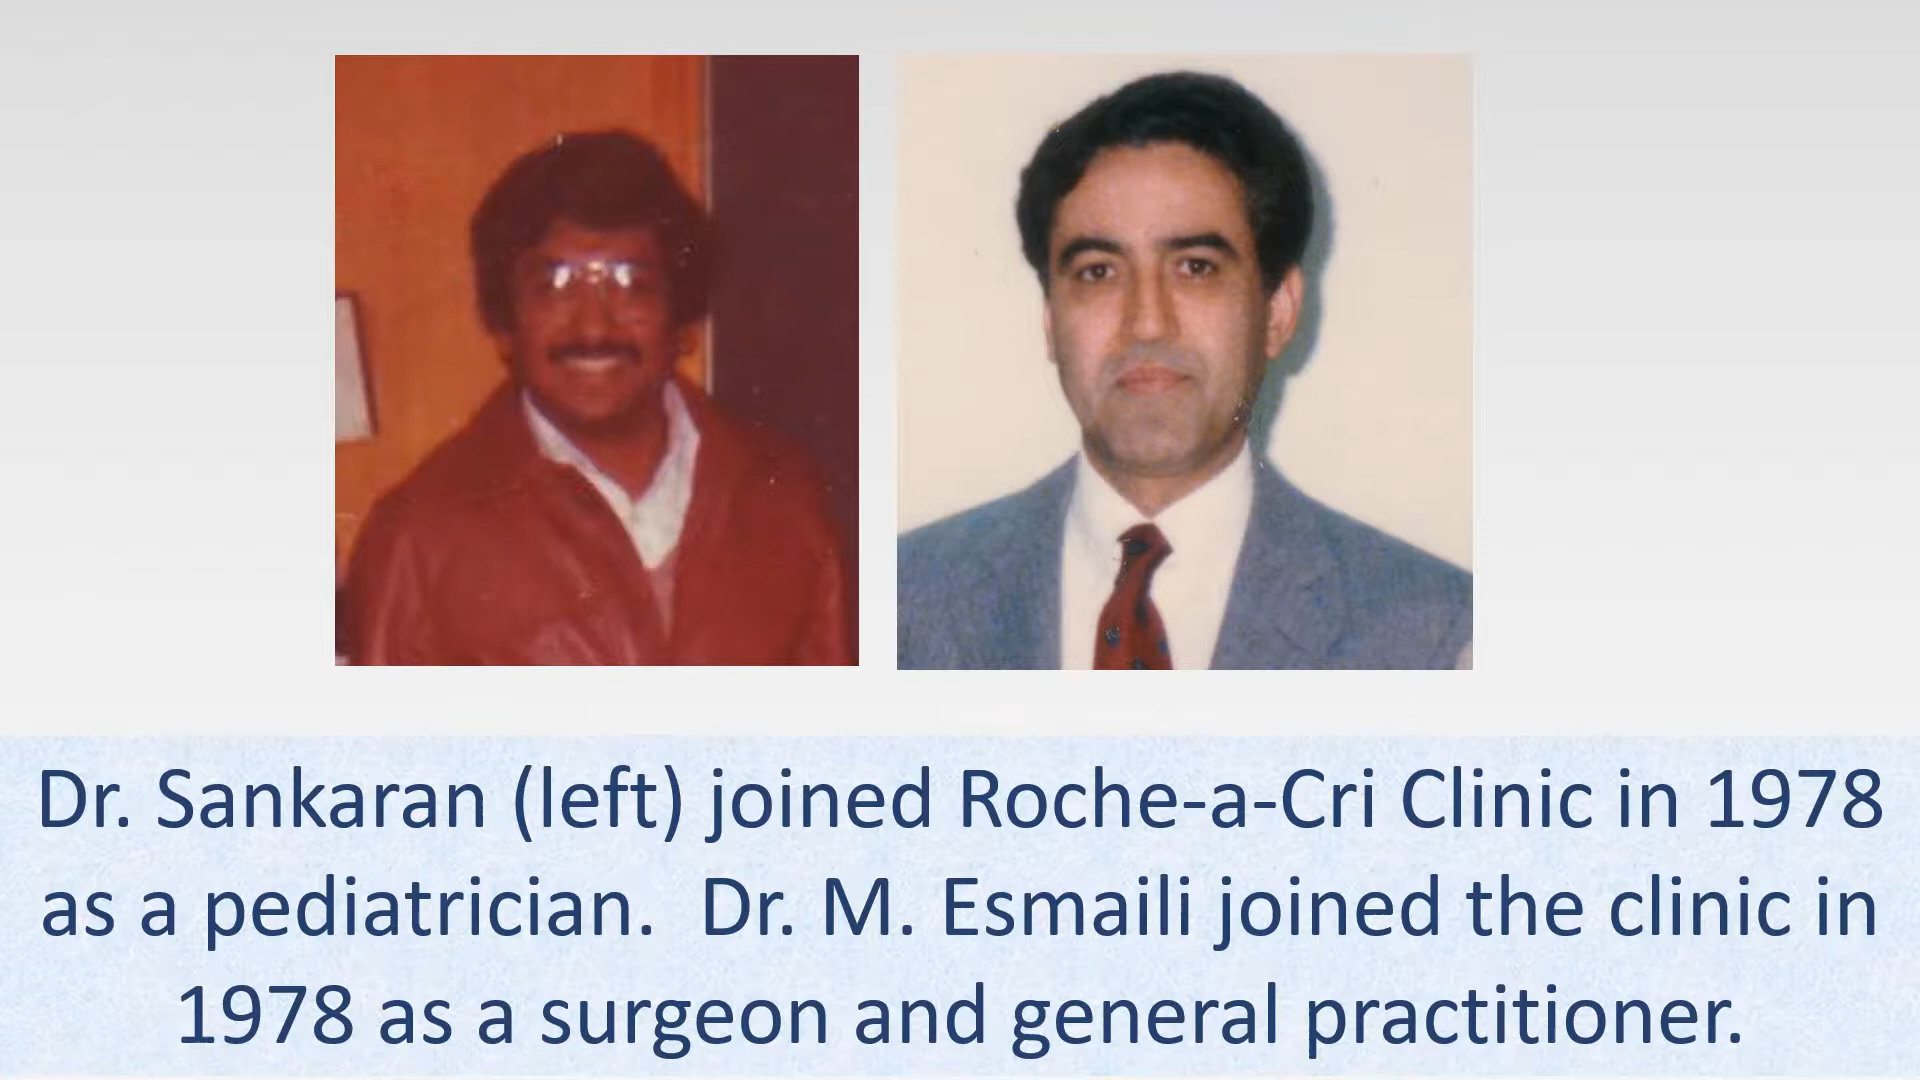 Dr. Sankaran (left) joined Roche-a-Cri Clinic in 1978
as a pediatrician.  Dr. M. Esmaili joined the clinic in
1978 as a surgeon and general practitioner.